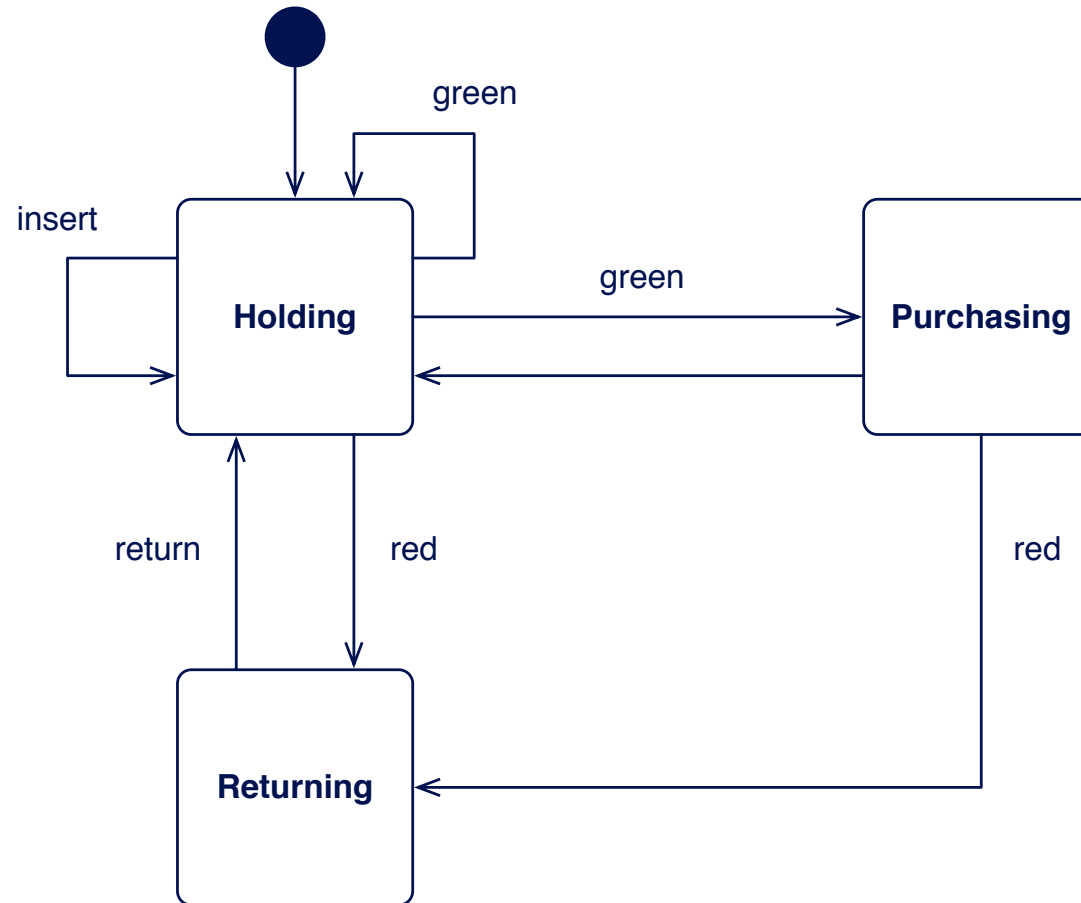 green
insert
green
Holding
Purchasing
return
red
red
Returning